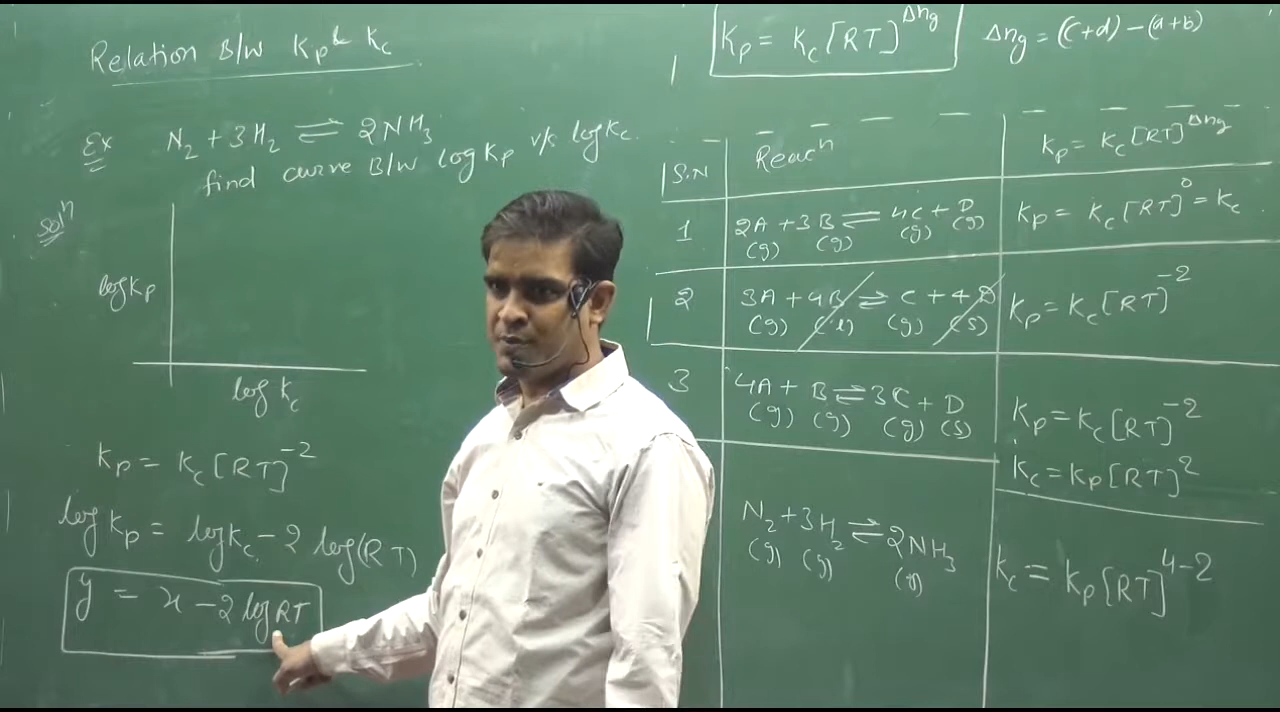 Relation B/W Kp & Kc
Ex N₂ + 3H₂ ⇌ 2NH₃
find curve B/W log Kp v/s log Kc.
Solⁿ
log Kp
log Kc
Kp = Kc [RT]⁻²
log Kp = log Kc - 2 log(RT)
y = x - 2 log RT
Kp = Kc [RT]^Δng
Δng = (c+d) - (a+b)
S.N Reacⁿ Kp = Kc [RT]^Δng
1 2A + 3B ⇌ 4C + D Kp = Kc [RT]⁰ = Kc
(g) (g) (g) (g)
2 3A + 4B ⇌ C + 4D Kp = Kc [RT]⁻²
(g) (l) (g) (s)
3 4A + B ⇌ 3C + D Kp = Kc [RT]⁻²
(g) (g) (g) (s)
Kc = Kp [RT]²
N₂ + 3H₂ ⇌ 2NH₃ Kc = Kp [RT]⁴⁻²
(g) (g) (g)